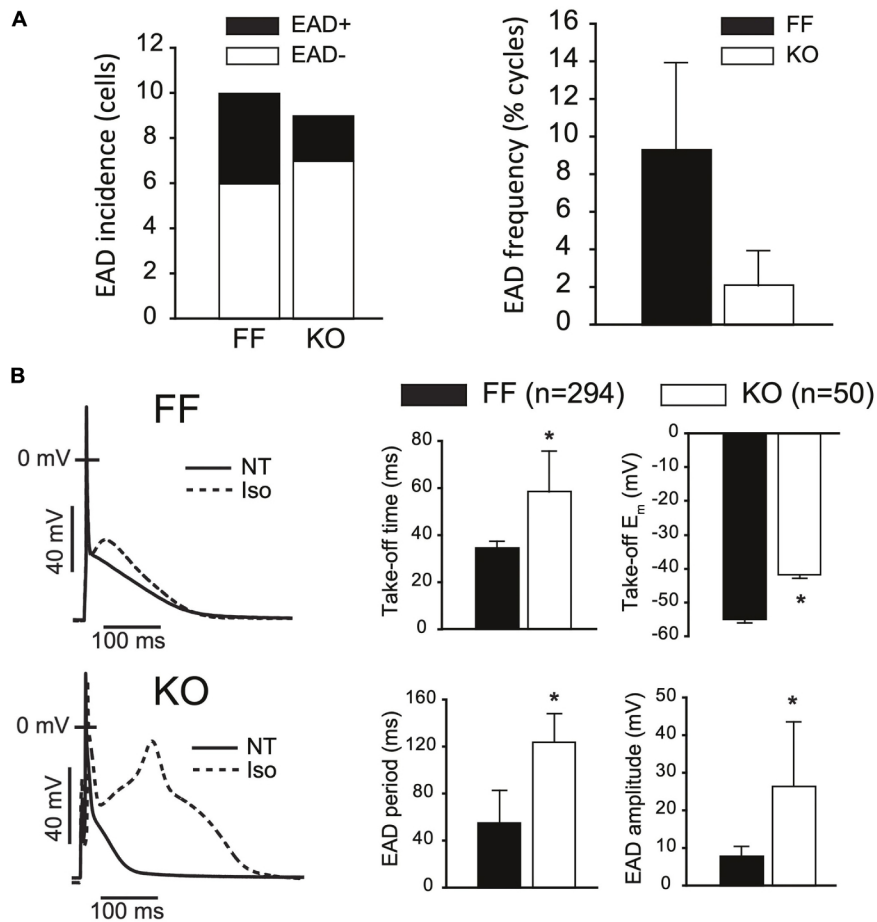 A
EAD incidence (cells)
12
10
8
6
4
2
0
EAD+
EAD-
FF KO
EAD frequency (% cycles)
16
14
12
10
8
6
4
2
0
FF
KO
B
FF
0 mV
NT
Iso
40 mV
100 ms
KO
0 mV
NT
Iso
40 mV
100 ms
FF (n=294) KO (n=50)
Take-off time (ms)
80
60
40
20
0
*
Take-off Em (mV)
0
-10
-20
-30
-40
-50
-60
*
EAD period (ms)
160
120
80
40
0
*
EAD amplitude (mV)
50
40
30
20
10
0
*